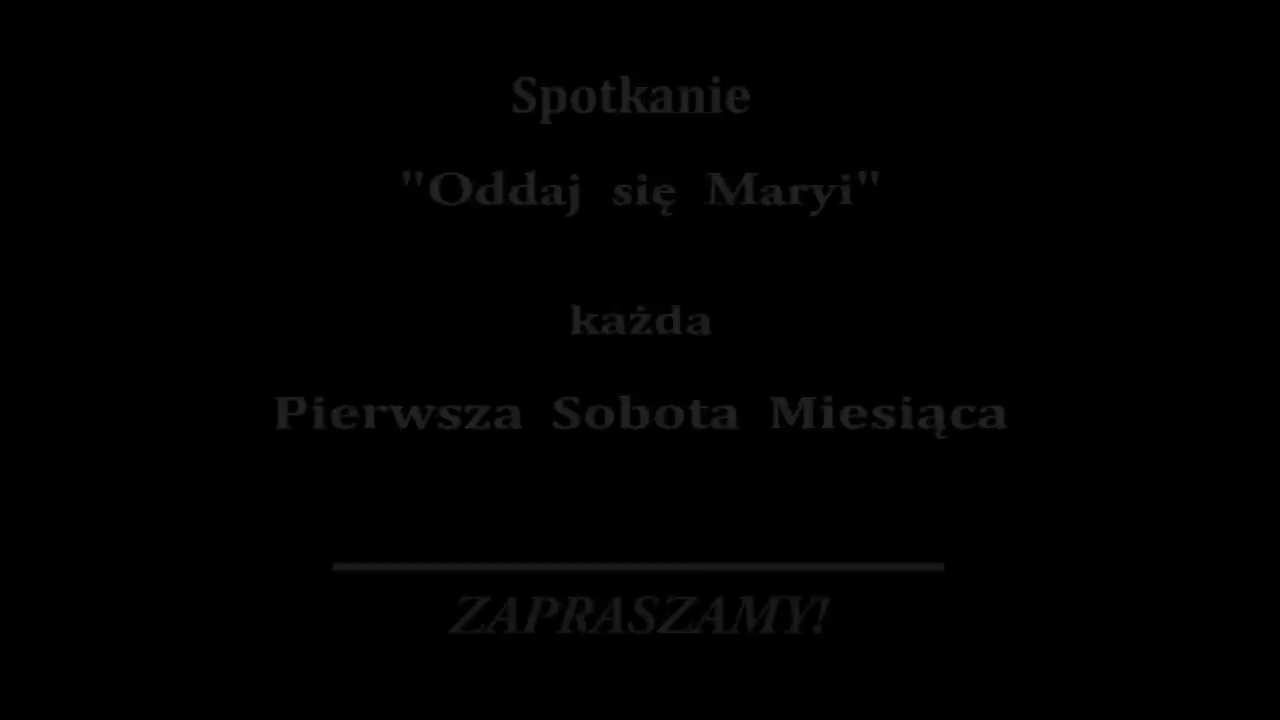 Spotkanie
"Oddaj się Maryi"
każda
Pierwsza Sobota Miesiąca
ZAPRASZAMY!